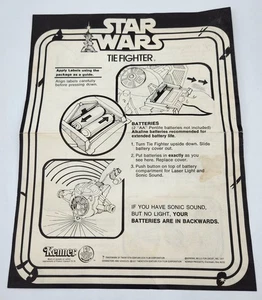 STAR
WARS
TIE FIGHTER
Apply Labels using the
package as a guide.
Align labels carefully
before pressing down.
BATTERIES
(2 "AA" Penlite batteries not included)
Alkaline batteries recommended for
extended battery life.
1. Turn Tie Fighter upside down. Slide
battery cover out.
2. Put batteries in exactly as you
see here. Replace cover.
3. Push button on top of battery
compartment for Laser Light and
Sonic Sound.
IF YOU HAVE SONIC SOUND,
BUT NO LIGHT, YOUR
BATTERIES ARE IN BACKWARDS.
Kenner